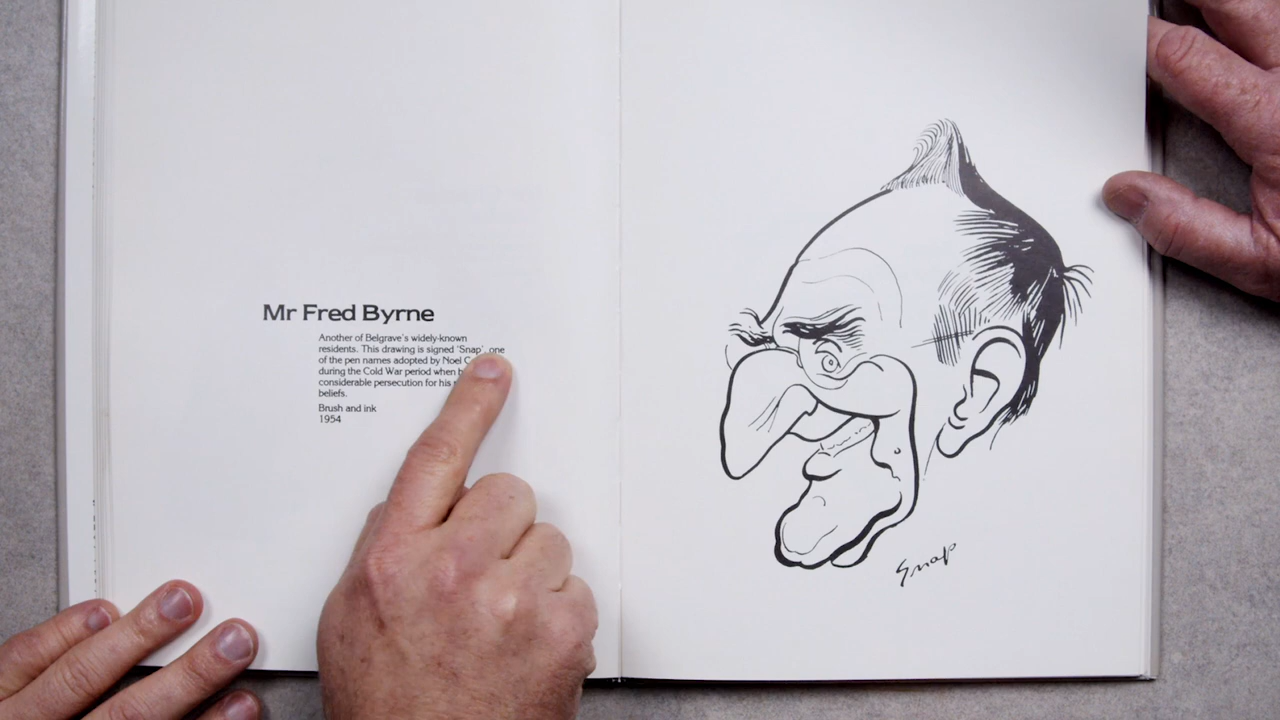 Mr Fred Byrne
Another of Belgrave's widely-known
residents. This drawing is signed 'Snap', one
of the pen names adopted by Noel
during the Cold War period when
considerable persecution for his
beliefs.
Brush and ink
1954
Snap